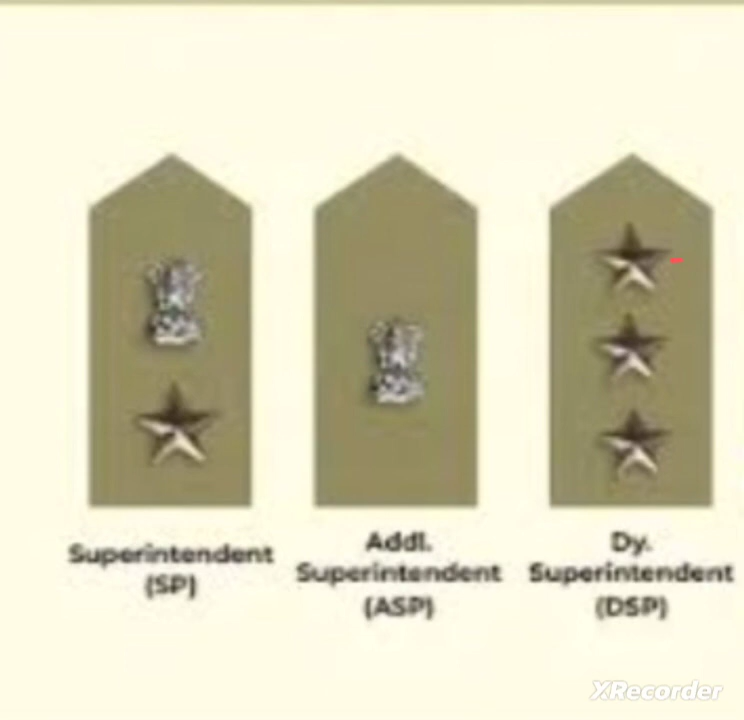 Superintendent
(SP)
Addl.
Superintendent
(ASP)
Dy.
Superintendent
(DSP)
XRecorder